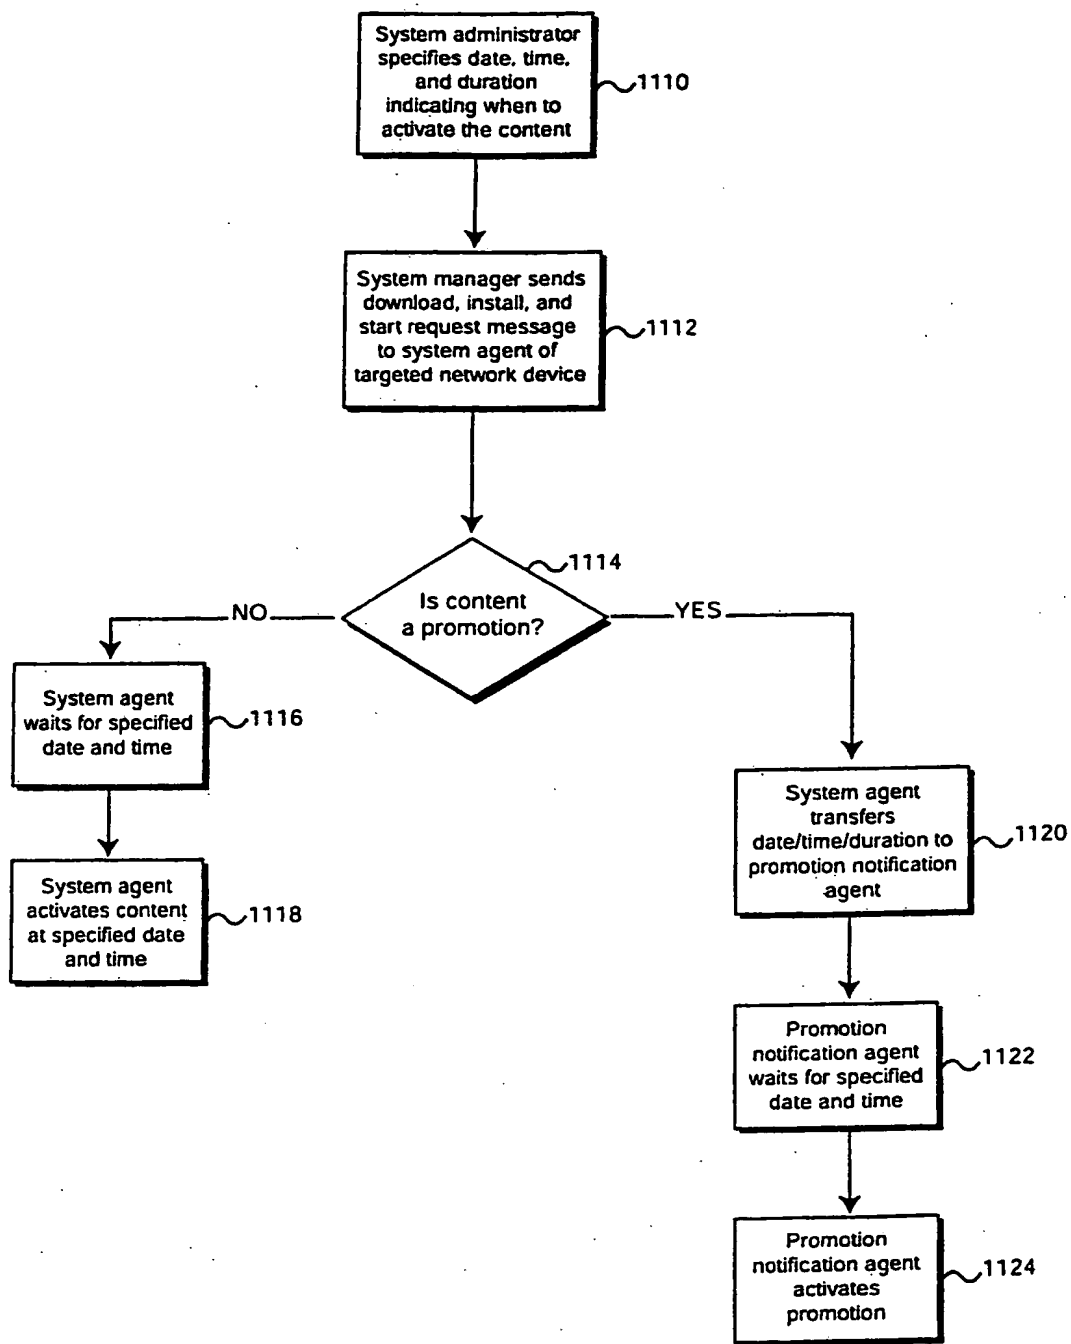 System administrator
specifies date, time,
and duration
indicating when to
activate the content
1110
System manager sends
download, install, and
start request message
to system agent of
targeted network device
1112
1114
Is content
a promotion?
NO
YES
System agent
waits for specified
date and time
1116
System agent
activates content
at specified date
and time
1118
System agent
transfers
date/time/duration to
promotion notification
agent
1120
Promotion
notification agent
waits for specified
date and time
1122
Promotion
notification agent
activates
promotion
1124